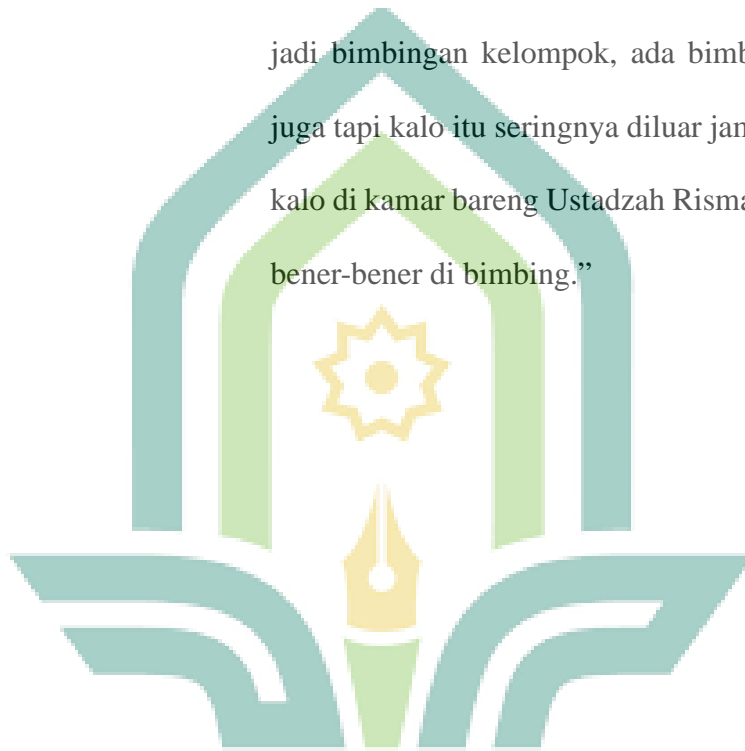 jadi bimbingan kelompok, ada
juga tapi kalo itu seringnya diluar
kalo di kamar bareng Ustadzah Risma
bener-bener di bimbing.”